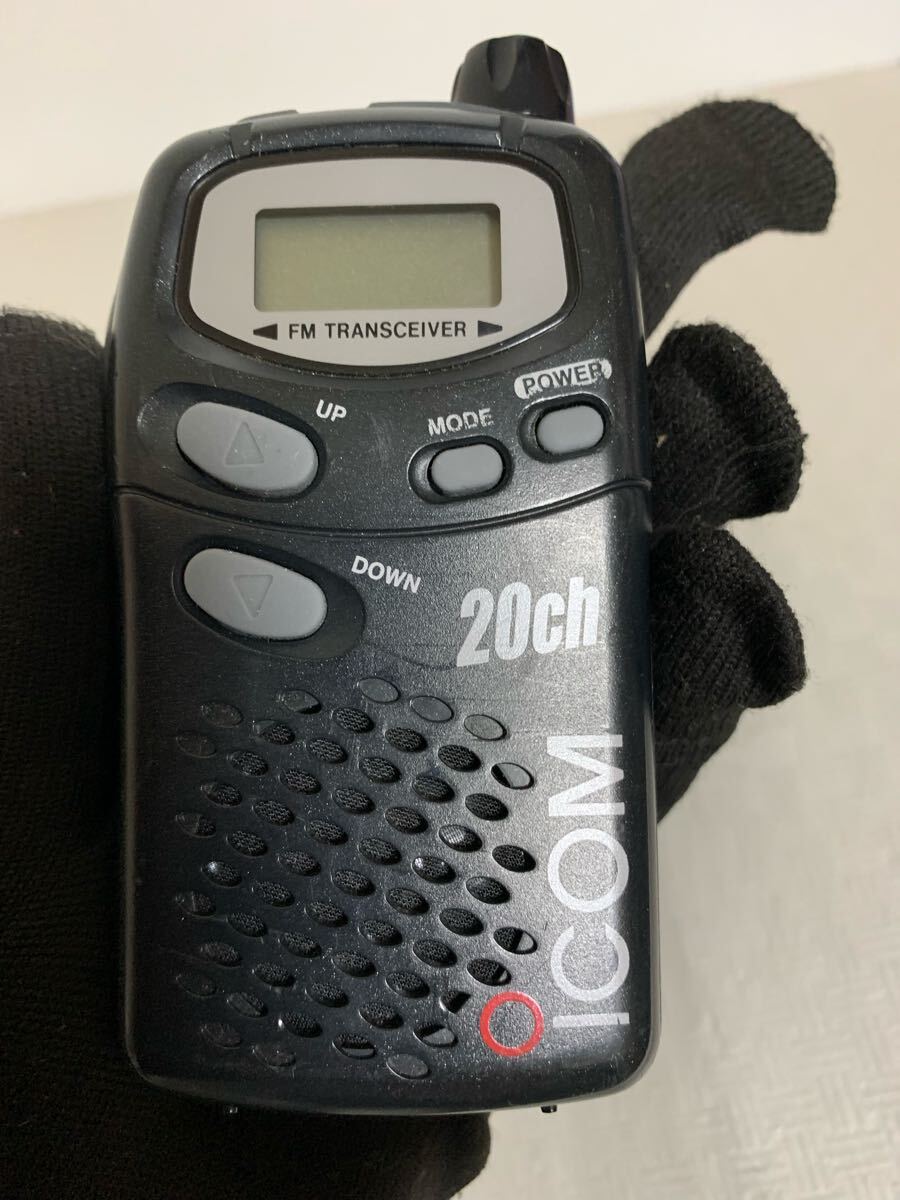 FM TRANSCEIVER
UP
POWER
MODE
DOWN
20ch
ICOM